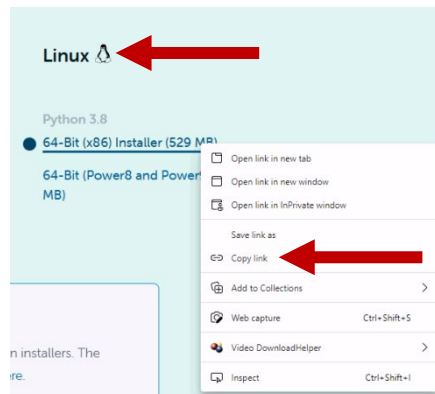 Linux
Python 3.8
64-Bit (x86) Installer (529 MB)
64-Bit (Power8 and Power
MB)
Open link in new tab
Open link in new window
Open link in InPrivate window
Save link as
Copy link
Add to Collections
Web capture Ctrl+Shift+S
Video DownloadHelper
Inspect Ctrl+Shift+I
n installers. The
re.